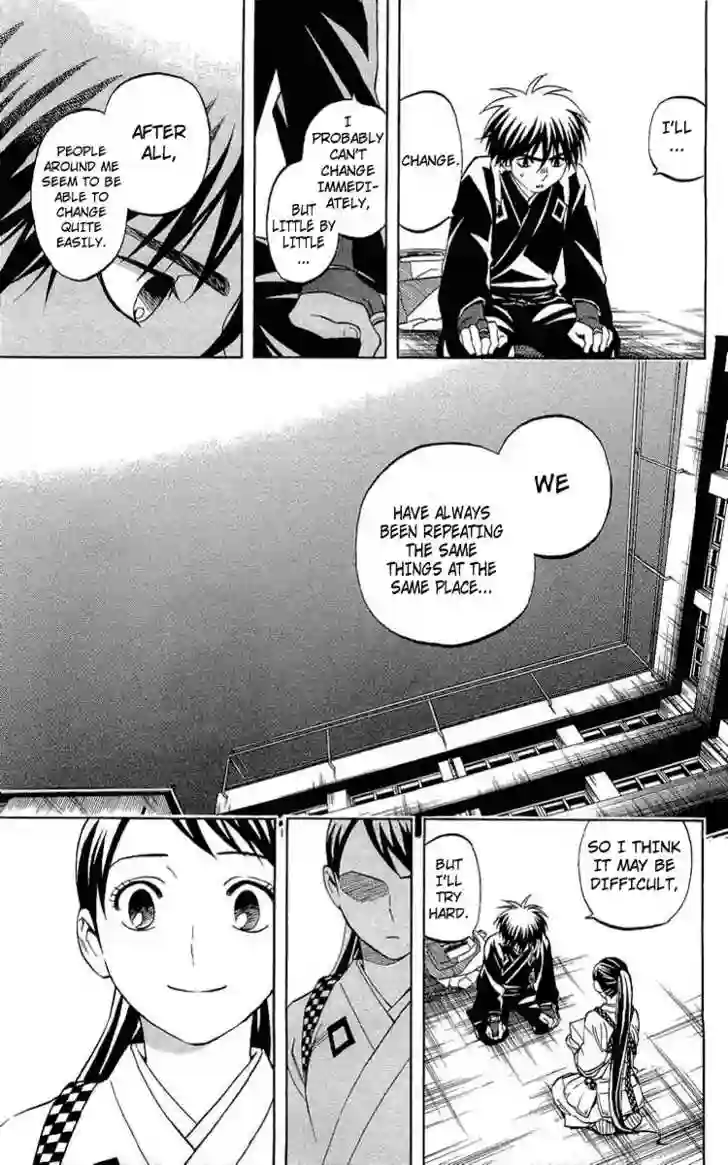 I'LL
...
CHANGE.
I
PROBABLY
CAN'T
CHANGE
IMMEDI-
ATELY,
BUT
LITTLE BY
LITTLE
...
AFTER
ALL,
PEOPLE
AROUND ME
SEEM TO BE
ABLE TO
CHANGE
QUITE
EASILY.
WE
HAVE ALWAYS
BEEN REPEATING
THE SAME
THINGS AT THE
SAME PLACE...
SO I THINK
IT MAY BE
DIFFICULT,
BUT
I'LL
TRY
HARD.